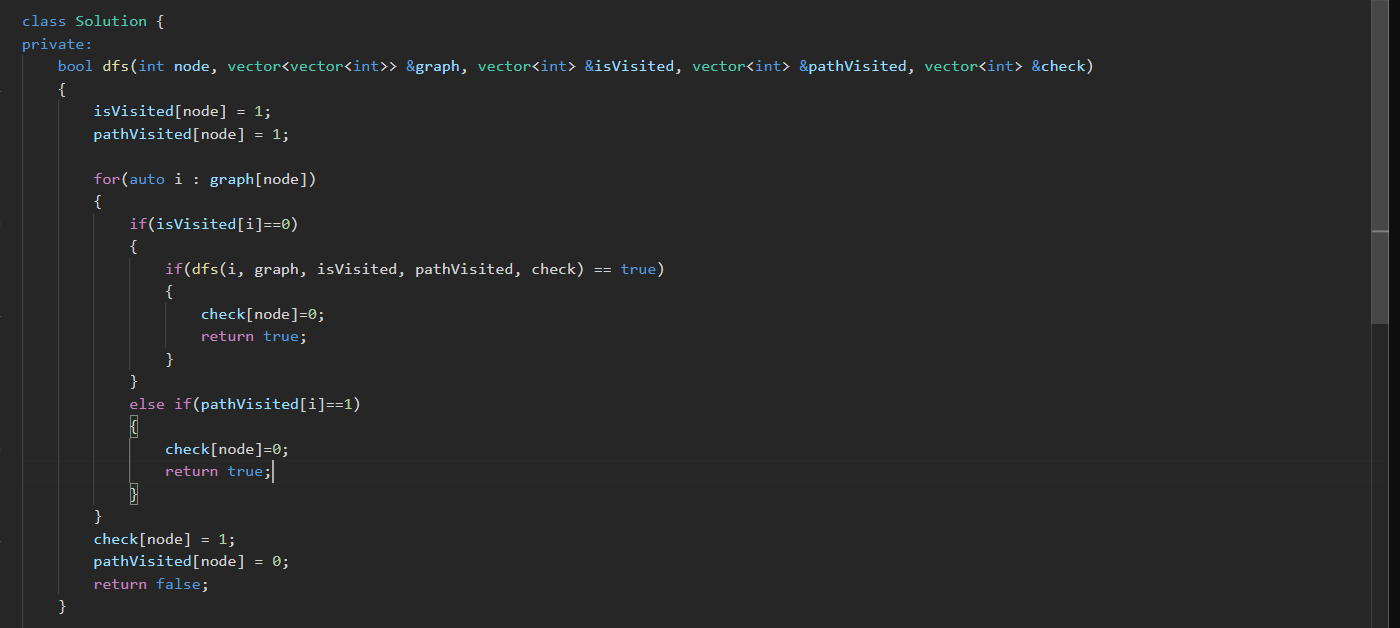 class Solution {
private:
    bool dfs(int node, vector<vector<int>> &graph, vector<int> &isVisited, vector<int> &pathVisited, vector<int> &check)
    {
        isVisited[node] = 1;
        pathVisited[node] = 1;

        for(auto i : graph[node])
        {
            if(isVisited[i]==0)
            {
                if(dfs(i, graph, isVisited, pathVisited, check) == true)
                {
                    check[node]=0;
                    return true;
                }
            }
            else if(pathVisited[i]==1)
            {
                check[node]=0;
                return true;
            }
        }
        check[node] = 1;
        pathVisited[node] = 0;
        return false;
    }